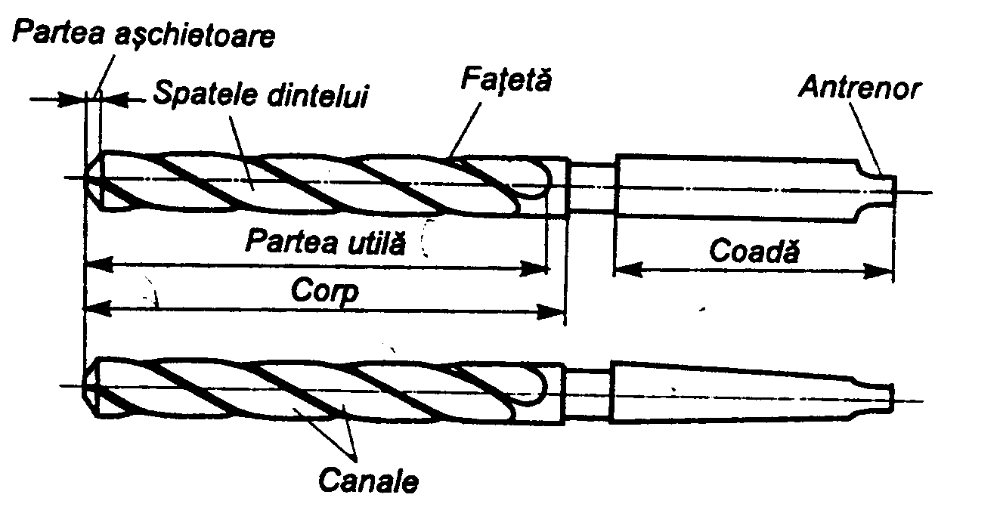 Partea așchietoare
Spatele dintelui
Fațetă
Antrenor
Partea utilă
Coadă
Corp
Canale